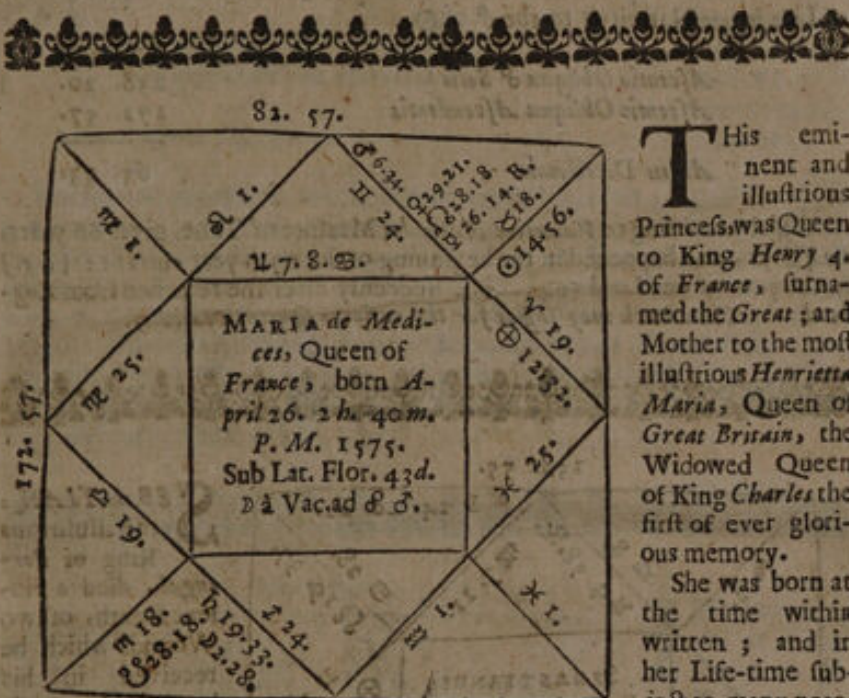 82. 57.
♍ 1.
♌ 1.
♂ 6.34.
♊ 24.
29.21.
☊ 28.18.
26. 14. R.
♉ 18.
☉ 14.56.
♃ 7. 8. ♋.
♈ 19.
⊗ 12.32.
172. 57.
♍ 25.
MARIA de Medi-
ces, Queen of
France, born A-
pril 26. 2 h. 40 m.
P. M. 1575.
Sub Lat. Flor. 43d.
☽ à Vac. ad ☍ ♂.
♓ 25.
♎ 19.
♏ 18.
☋ 28.18.
♄ 19.33.
☽ 2.28.
♐ 24.
1.
♓ 1.
THis emi-
nent and
illustrious
Princess, was Queen
to King Henry 4.
of France, surna-
med the Great; and
Mother to the most
illustrious Henrietta
Maria, Queen of
Great Britain, the
Widowed Queen
of King Charles the
first of ever glori-
ous memory.
She was born at
the time within
written; and in
her Life-time sub-